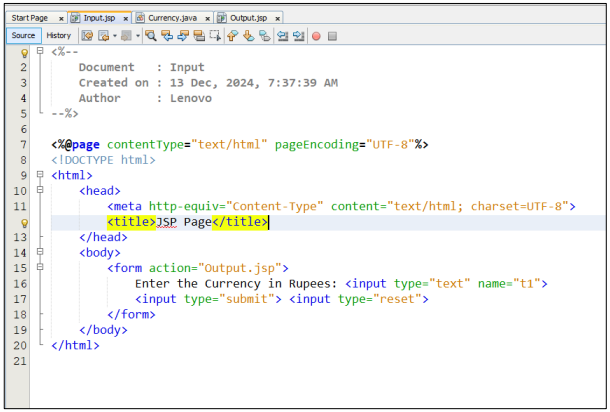 Start Page Input.jsp Currency.java Output.jsp
Source History
<%--
2 Document : Input
3 Created on : 13 Dec, 2024, 7:37:39 AM
4 Author : Lenovo
5 --%>
6
7 <%@page contentType="text/html" pageEncoding="UTF-8"%>
8 <!DOCTYPE html>
9 <html>
10 <head>
11 <meta http-equiv="Content-Type" content="text/html; charset=UTF-8">
<title>JSP Page</title>
13 </head>
14 <body>
15 <form action="Output.jsp">
16 Enter the Currency in Rupees: <input type="text" name="t1">
17 <input type="submit"> <input type="reset">
18 </form>
19 </body>
20 </html>
21